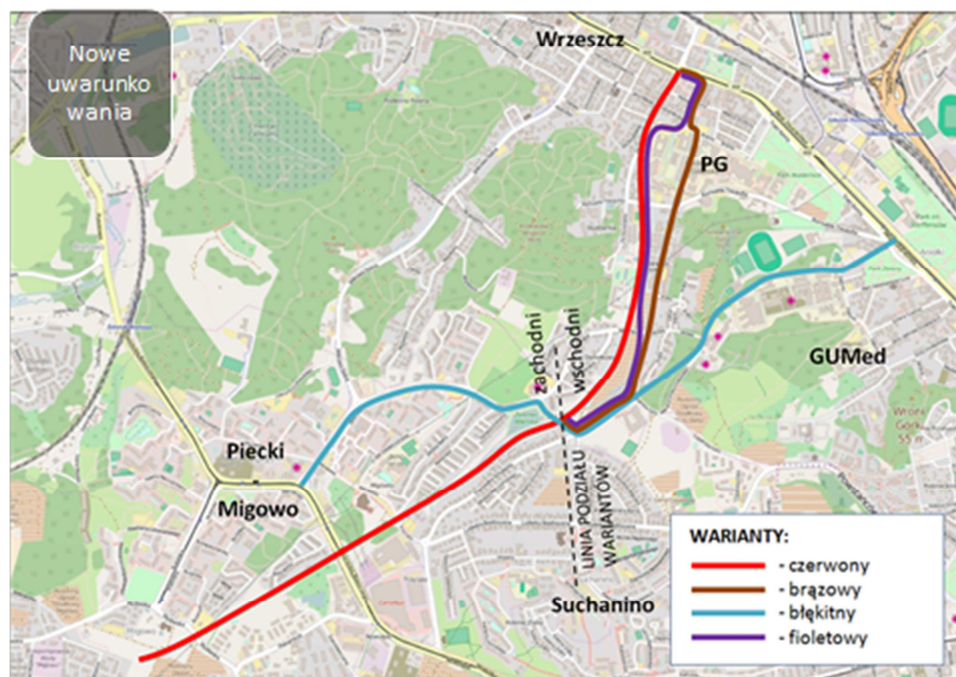 Nowe
uwarunko
wania
Wrzeszcz
PG
zachodni
wschodni
GUMed
Piecki
Migowo
LINIA PODZIAŁU
WARIANTÓW
Suchanino
WARIANTY:
- czerwony
- brązowy
- błękitny
- fioletowy